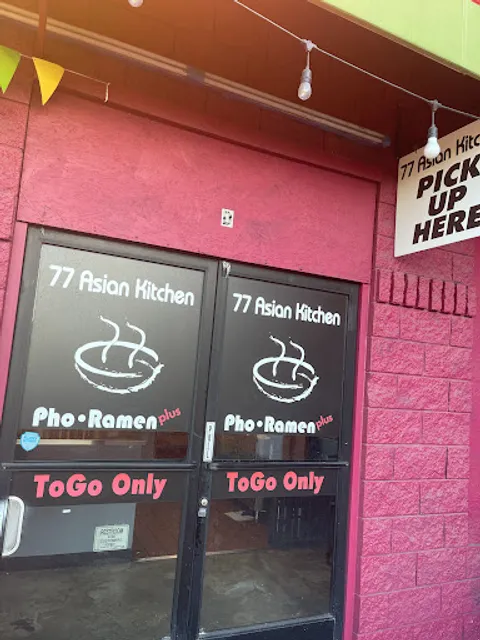 77 Asian Kitc
PICK
UP
HERE
77 Asian Kitchen
Pho • Ramen plus
ToGo Only
77 Asian Kitchen
Pho • Ramen plus
ToGo Only